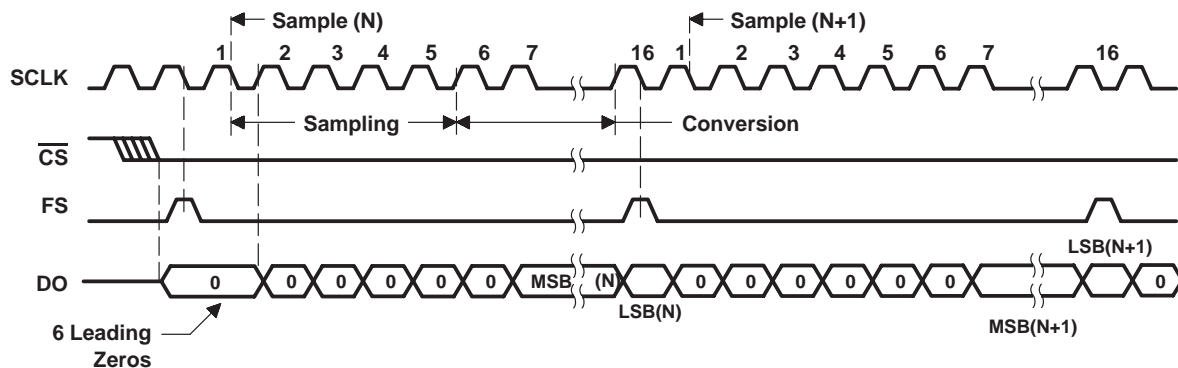 Sample (N)
Sample (N+1)
1 2 3 4 5 6 7 16 1 2 3 4 5 6 7 16
SCLK
Sampling
Conversion
CS
FS
LSB(N+1)
DO
0 0 0 0 0 0 MSB (N) 0 0 0 0 0 0 0
LSB(N)
MSB(N+1)
6 Leading
Zeros